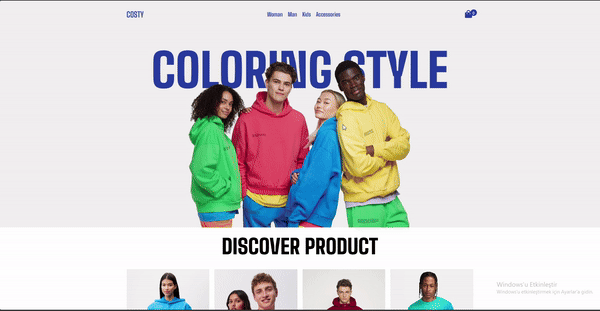 COSTY
Woman Man Kids Accessories
0
COLORING STYLE
DISCOVER PRODUCT
Windows'u Etkinleştir
Windows'u etkinleştirmek için Ayarlar'a gidin.